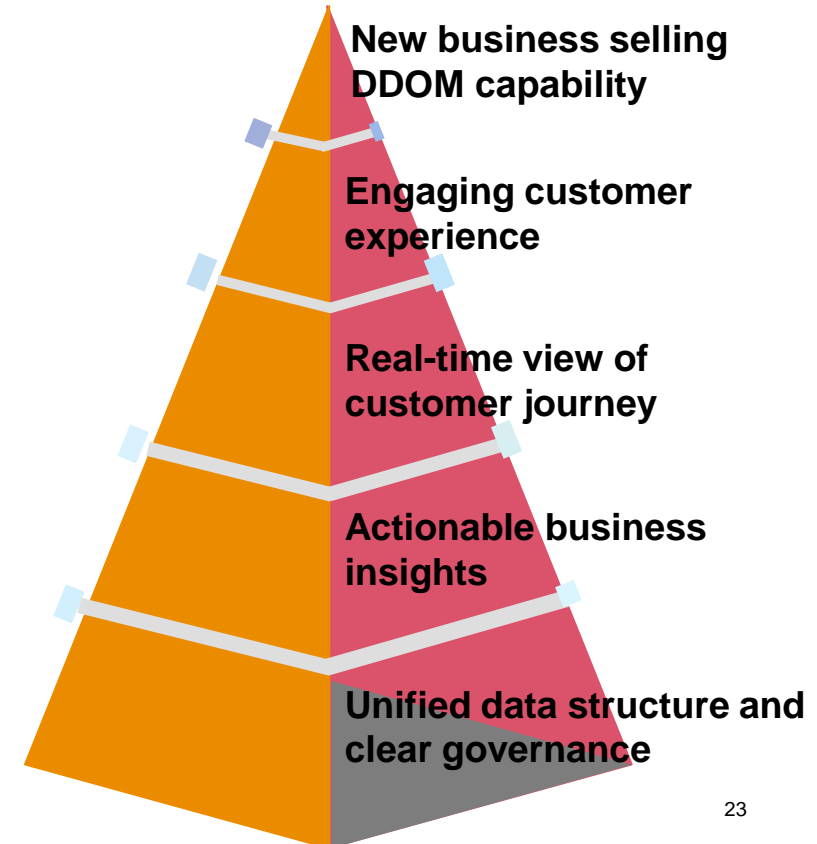 New business selling
DDOM capability
Engaging customer
experience
Real-time view of
customer journey
Actionable business
insights
Unified data structure and
clear governance
23